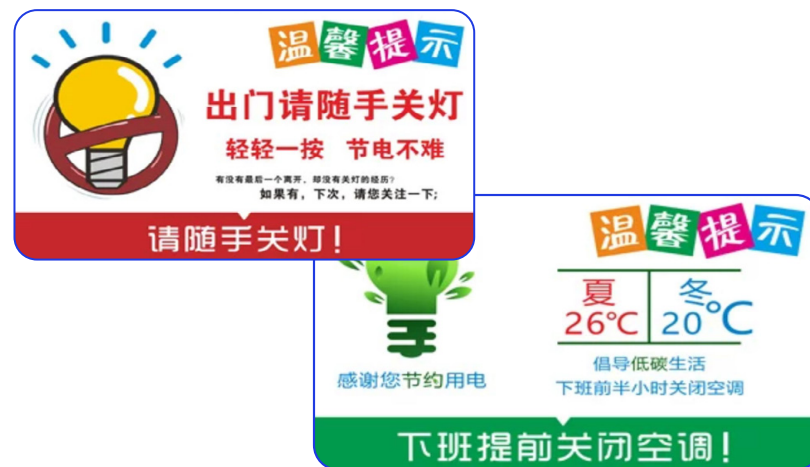 温馨提示
出门请随手关灯
轻轻一按 节电不难
有没有最后一个离开，却没有关灯的经历？
如果有，下次，请您关注一下;
请随手关灯！
温馨提示
夏 冬
26℃ 20℃
感谢您节约用电
倡导低碳生活
下班前半小时关闭空调
下班提前关闭空调！